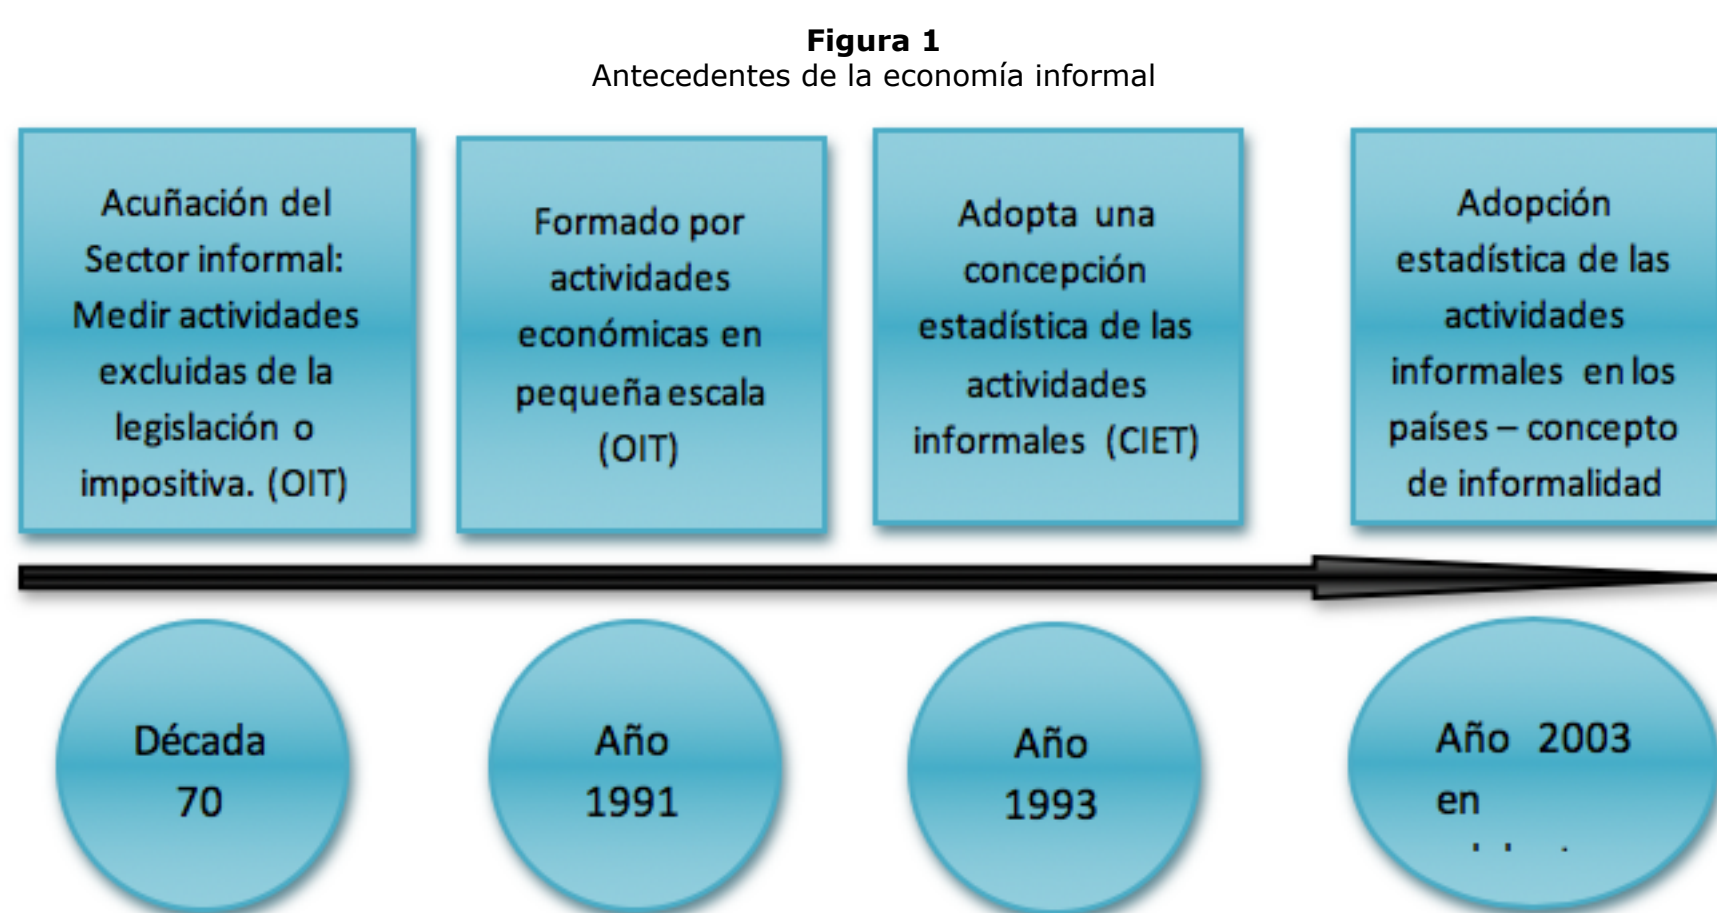 Figura 1
Antecedentes de la economía informal
Acuñación del
Sector informal:
Medir actividades
excluidas de la
legislación o
impositiva. (OIT)
Formado por
actividades
económicas en
pequeña escala
(OIT)
Adopta una
concepción
estadística de las
actividades
informales (CIET)
Adopción
estadística de las
actividades
informales en los
países – concepto
de informalidad
Década
70
Año
1991
Año
1993
Año 2003
en